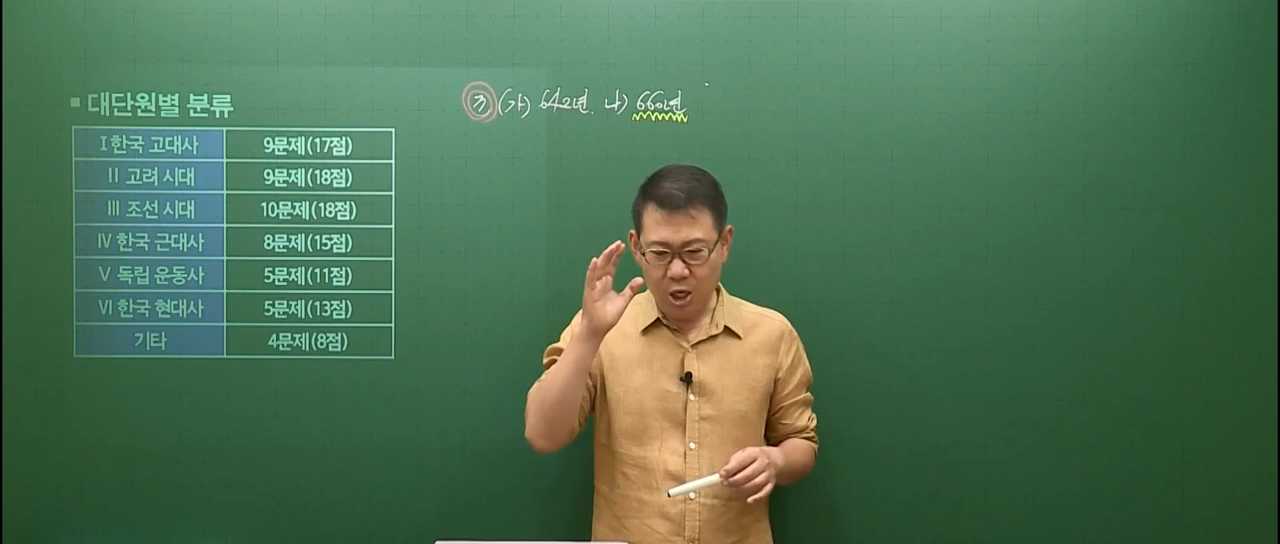 ▪ 대단원별 분류
Ⅰ 한국 고대사 9문제(17점)
Ⅱ 고려 시대 9문제(18점)
Ⅲ 조선 시대 10문제(18점)
Ⅳ 한국 근대사 8문제(15점)
Ⅴ 독립 운동사 5문제(11점)
Ⅵ 한국 현대사 5문제(13점)
기타 4문제(8점)
⑦ (가) 642년, 나) 660년